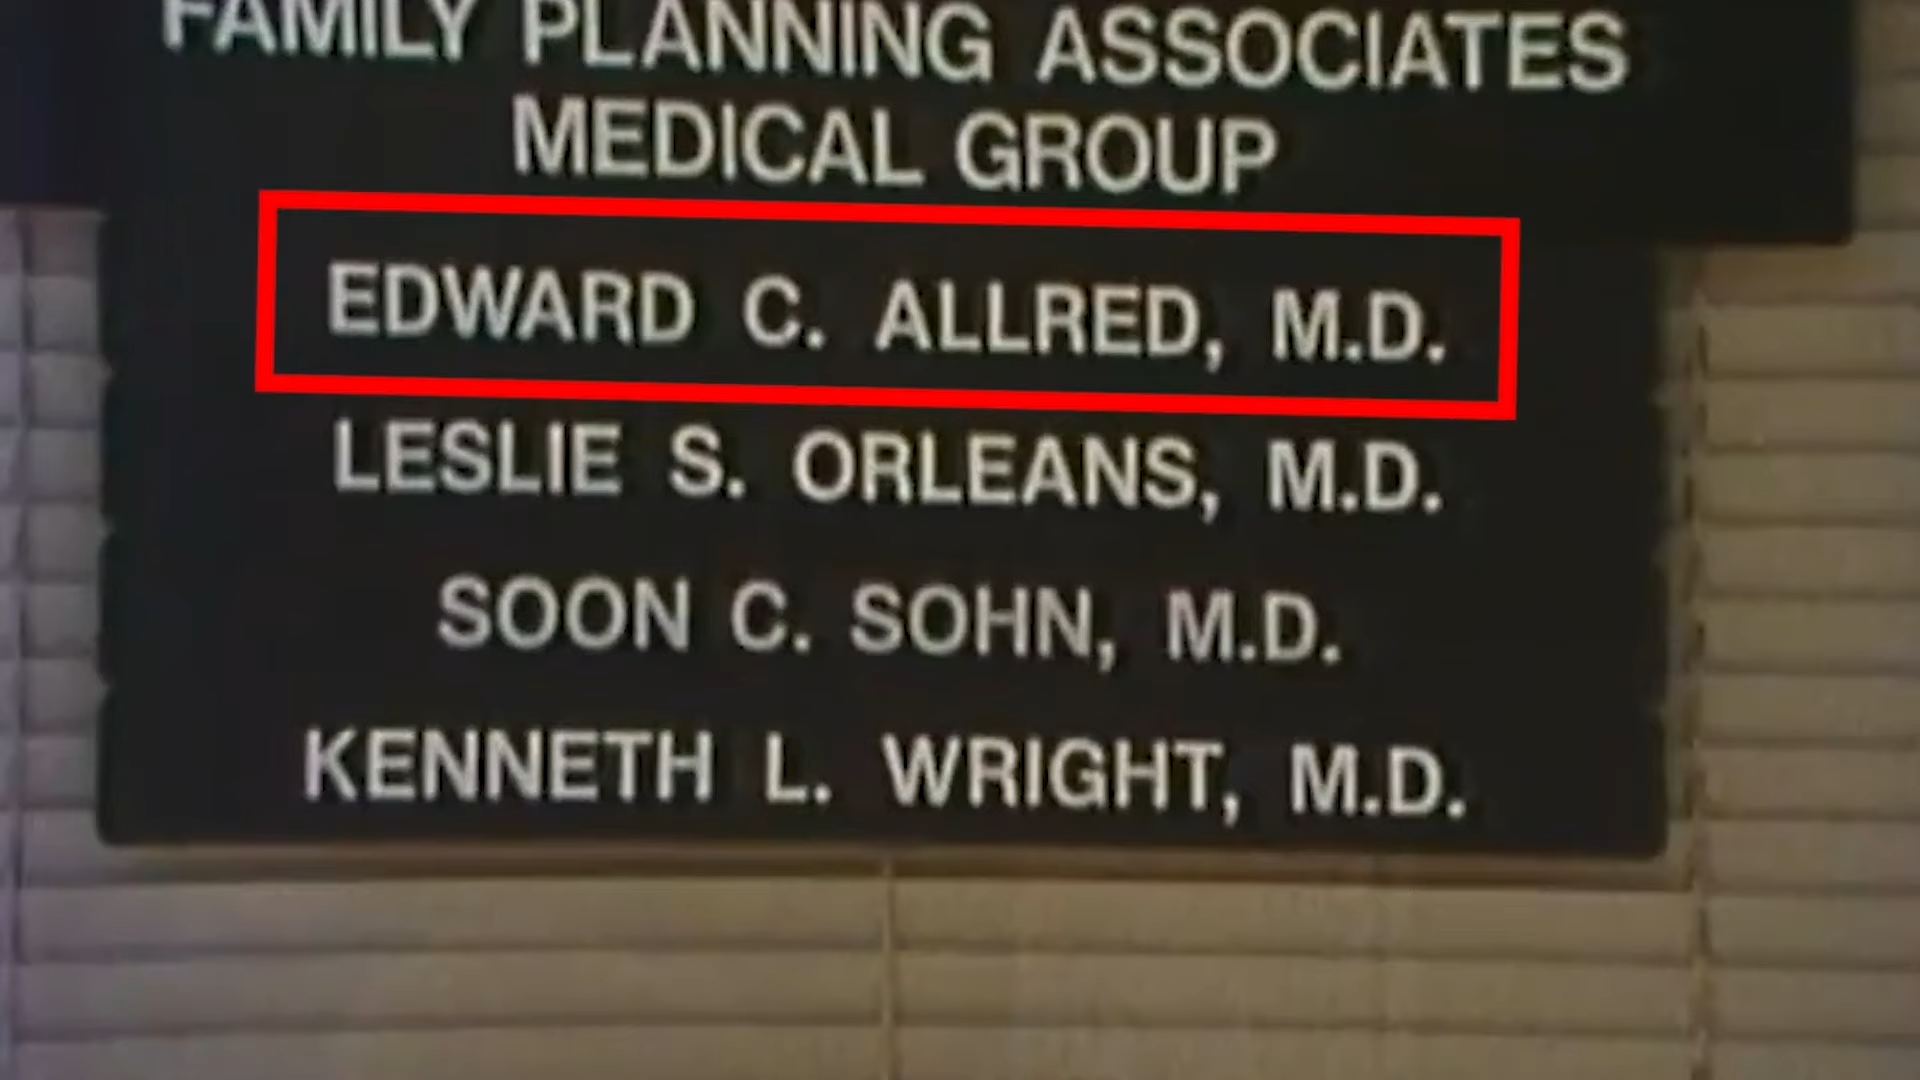 FAMILY PLANNING ASSOCIATES
MEDICAL GROUP
EDWARD C. ALLRED, M.D.
LESLIE S. ORLEANS, M.D.
SOON C. SOHN, M.D.
KENNETH L. WRIGHT, M.D.